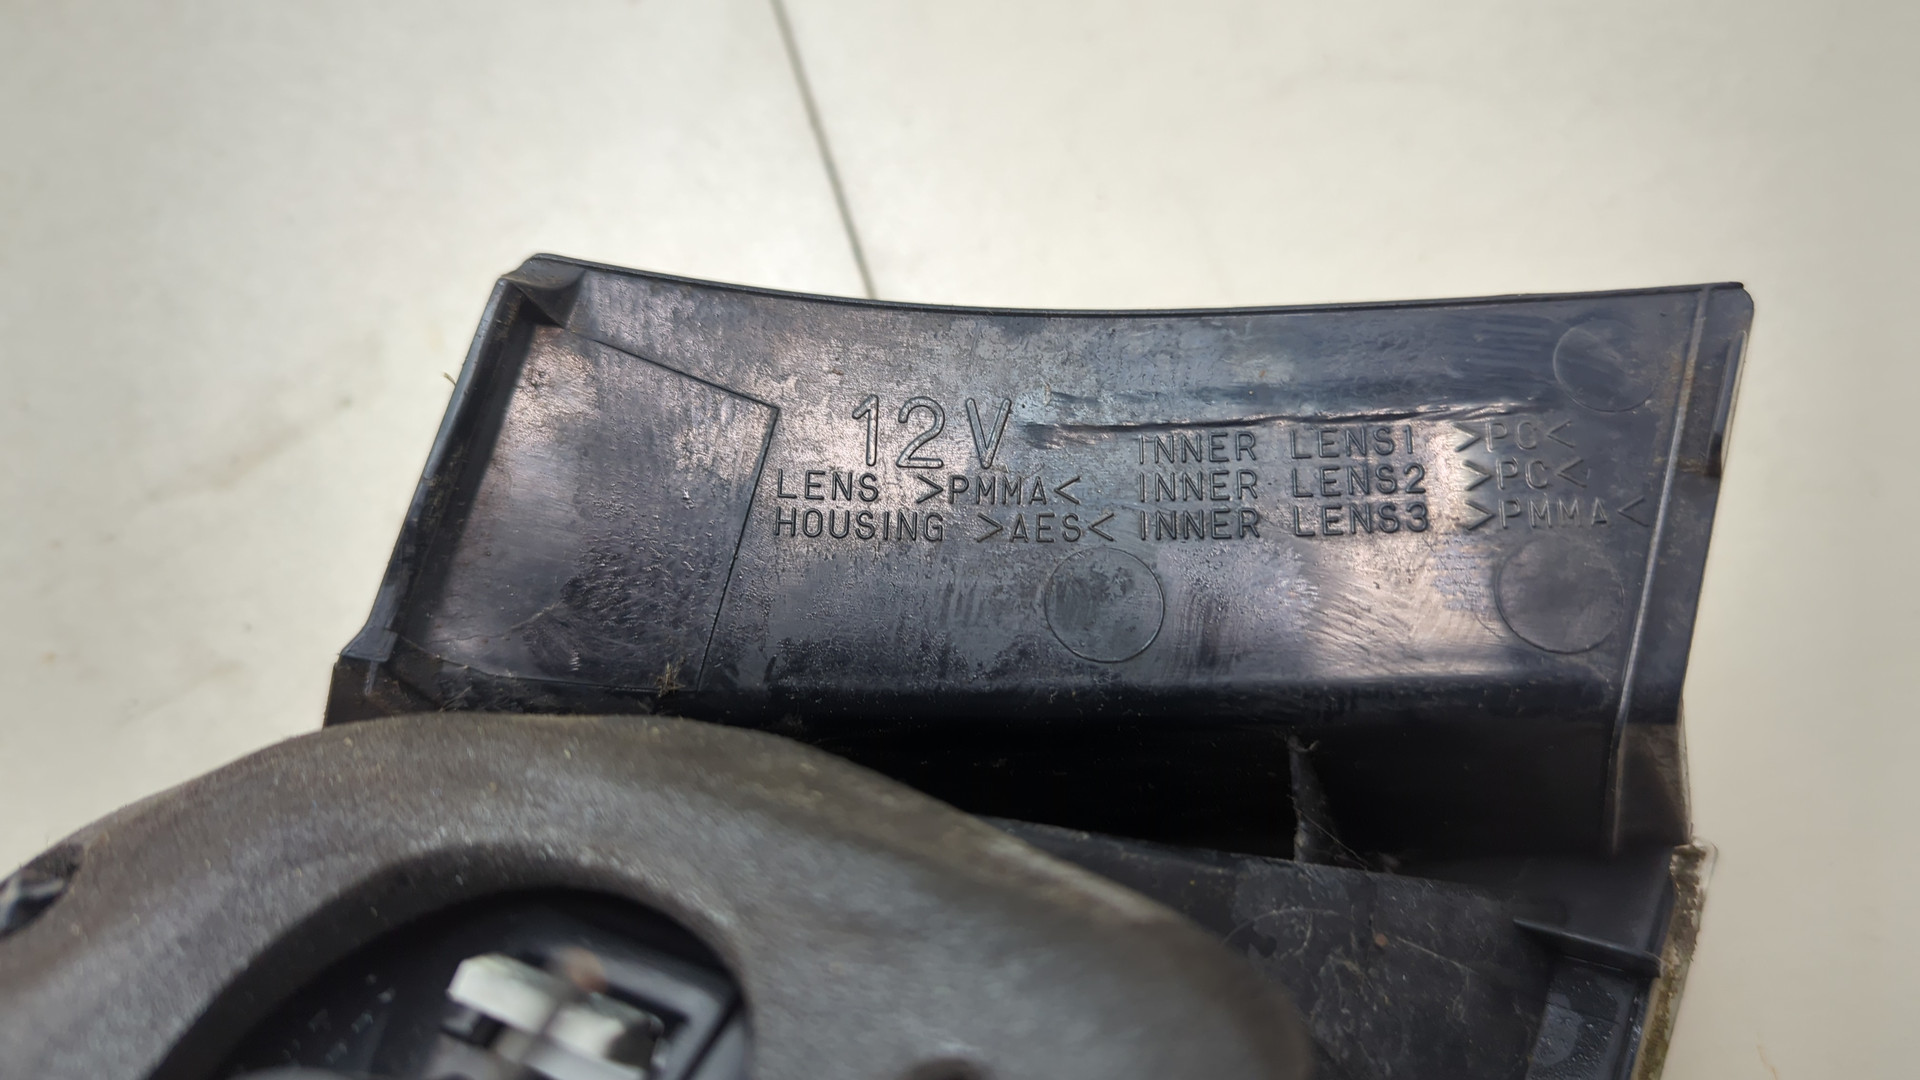 12V
LENS >PMMA<
HOUSING >AES<
INNER LENS1 >PC<
INNER LENS2 >PC<
INNER LENS3 >PMMA<